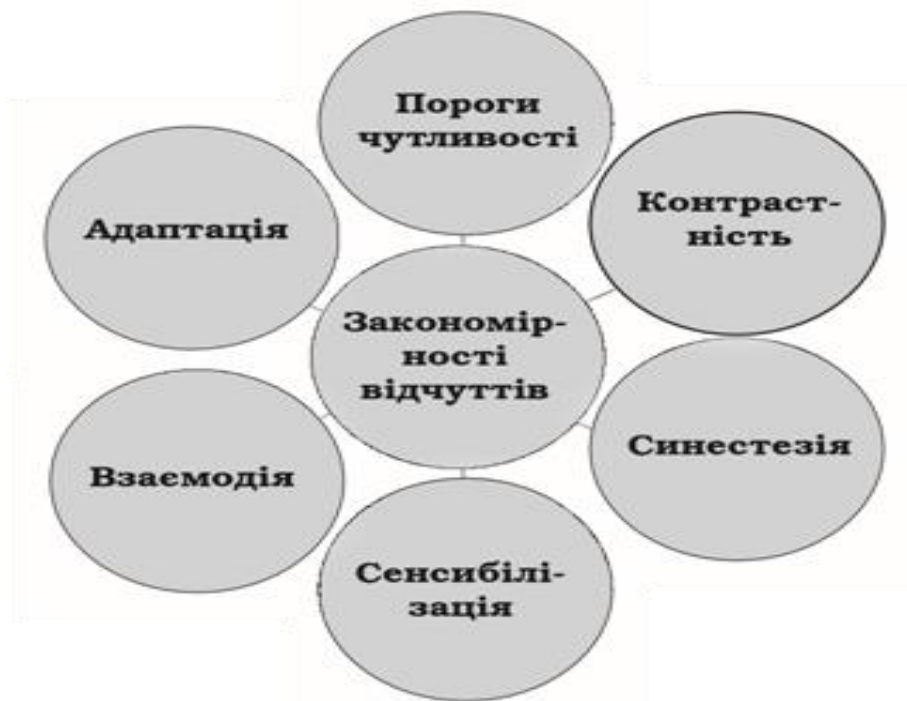 Пороги
чутливості
Контраст-
ність
Адаптація
Закономір-
ності
відчуттів
Синестезія
Взаємодія
Сенсибілі-
зація